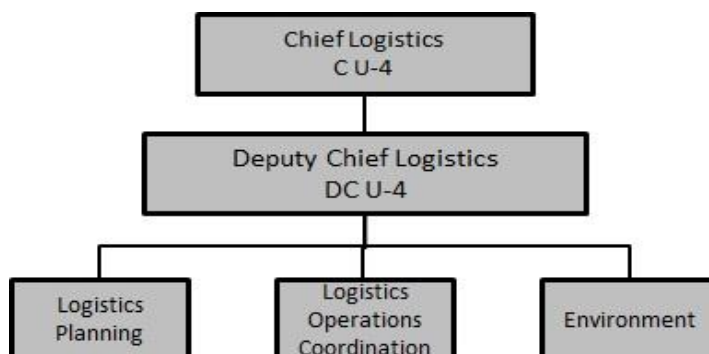 Chief Logistics
C U-4
Deputy Chief Logistics
DC U-4
Logistics
Planning
Logistics
Operations
Coordination
Environment